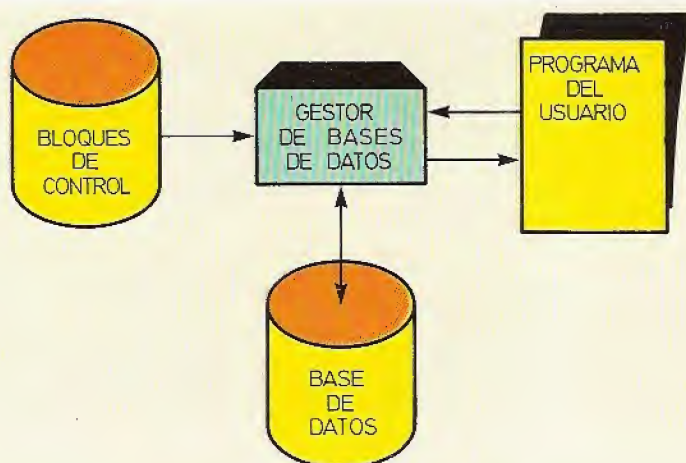 BLOQUES
DE
CONTROL
GESTOR
DE BASES
DE DATOS
PROGRAMA
DEL
USUARIO
BASE
DE
DATOS